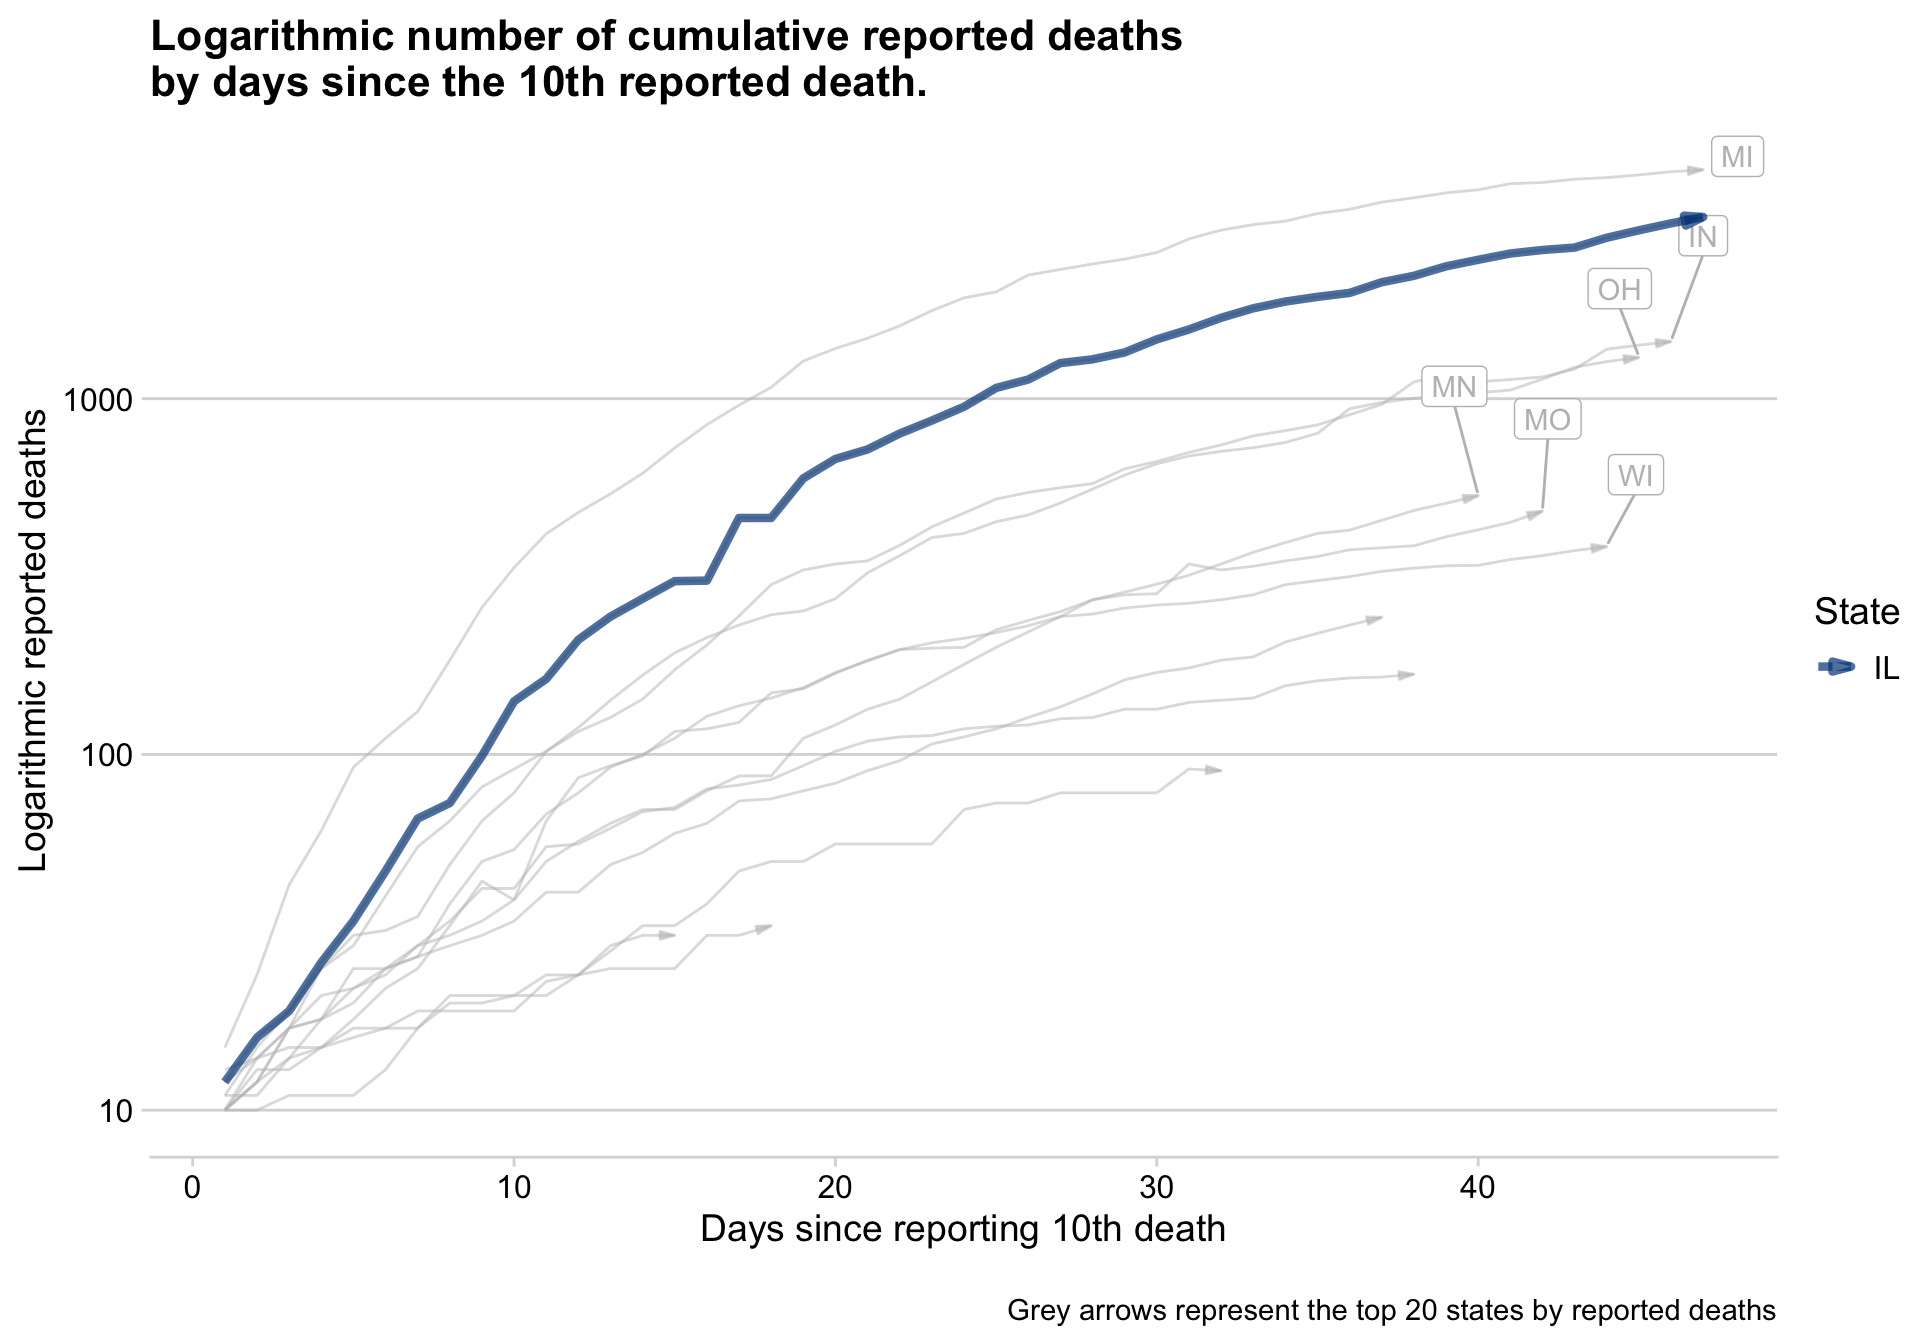 Logarithmic number of cumulative reported deaths
by days since the 10th reported death.
MI
IN
OH
MN
MO
WI
1000
100
10
Logarithmic reported deaths
0 10 20 30 40
Days since reporting 10th death
State
IL
Grey arrows represent the top 20 states by reported deaths